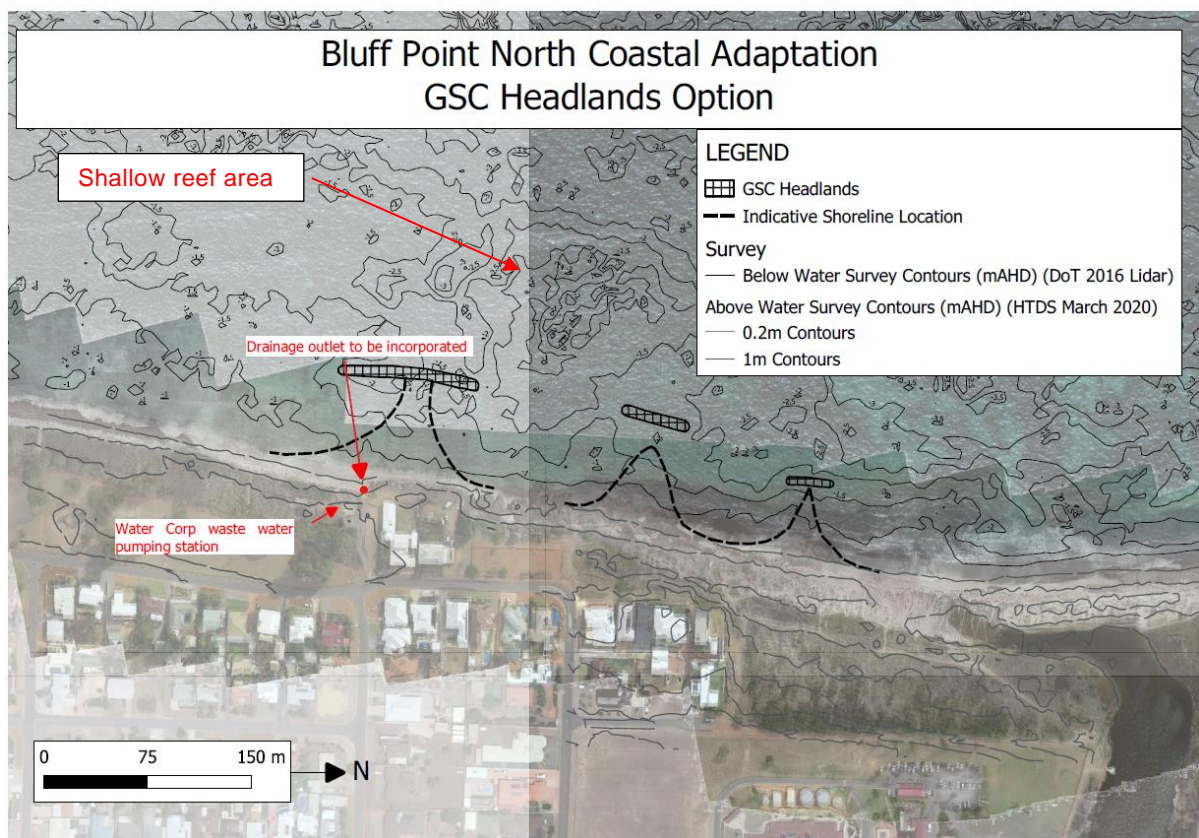 Bluff Point North Coastal Adaptation
GSC Headlands Option
Shallow reef area
LEGEND
GSC Headlands
Indicative Shoreline Location
Survey
Below Water Survey Contours (mAHD) (DoT 2016 Lidar)
Above Water Survey Contours (mAHD) (HTDS March 2020)
0.2m Contours
1m Contours
Drainage outlet to be incorporated
Water Corp waste water
pumping station
0 75 150 m
N